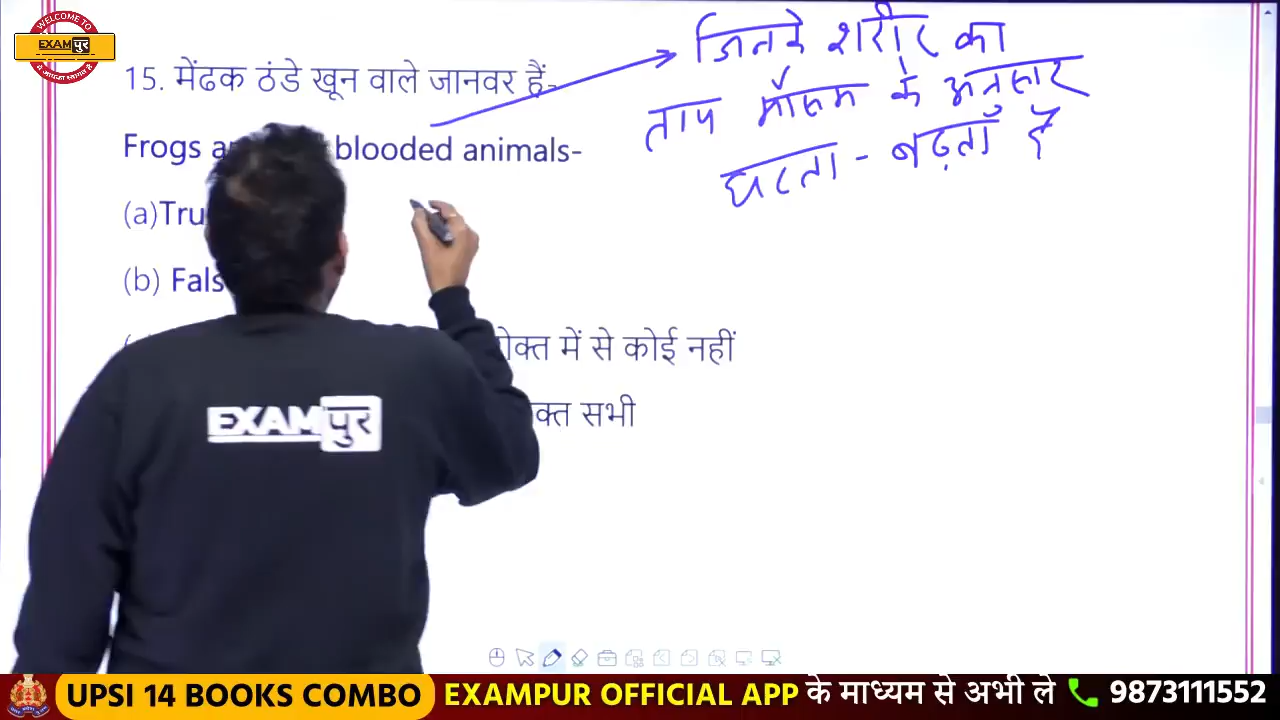 WELCOME TO
EXAMपुर
15. मेंढक ठंडे खून वाले जानवर हैं-
Frogs blooded animals-
(a)Tru
(b) Fals
में से कोई नहीं
सभी
जिनके शरीर का
ताप मौसम के अनुसार
घटता - बढ़ता है
EXAMपुर
UPSI 14 BOOKS COMBO EXAMPUR OFFICIAL APP के माध्यम से अभी ले 9873111552